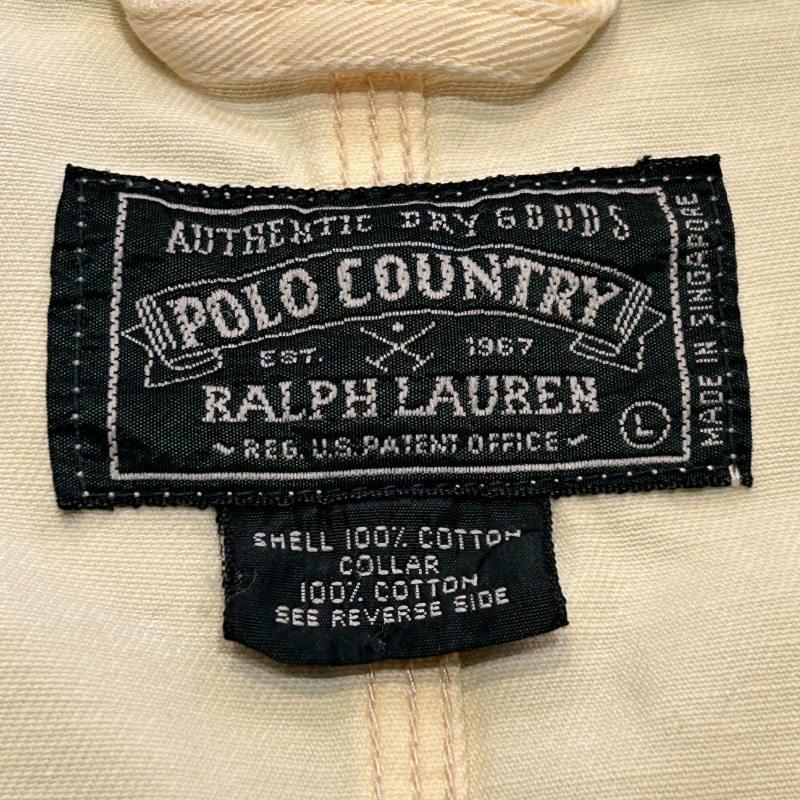 AUTHENTIC DRY GOODS
POLO COUNTRY
EST. 1967
RALPH LAUREN
~ REG. U.S. PATENT OFFICE ~
L
MADE IN SINGAPORE
SHELL 100% COTTON
COLLAR
100% COTTON
SEE REVERSE SIDE